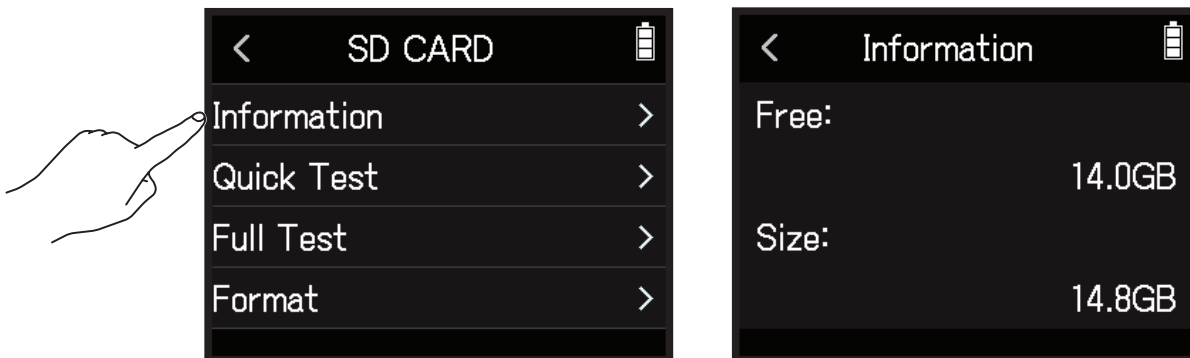 SD CARD
Information
Quick Test
Full Test
Format
Information
Free:
14.0GB
Size:
14.8GB